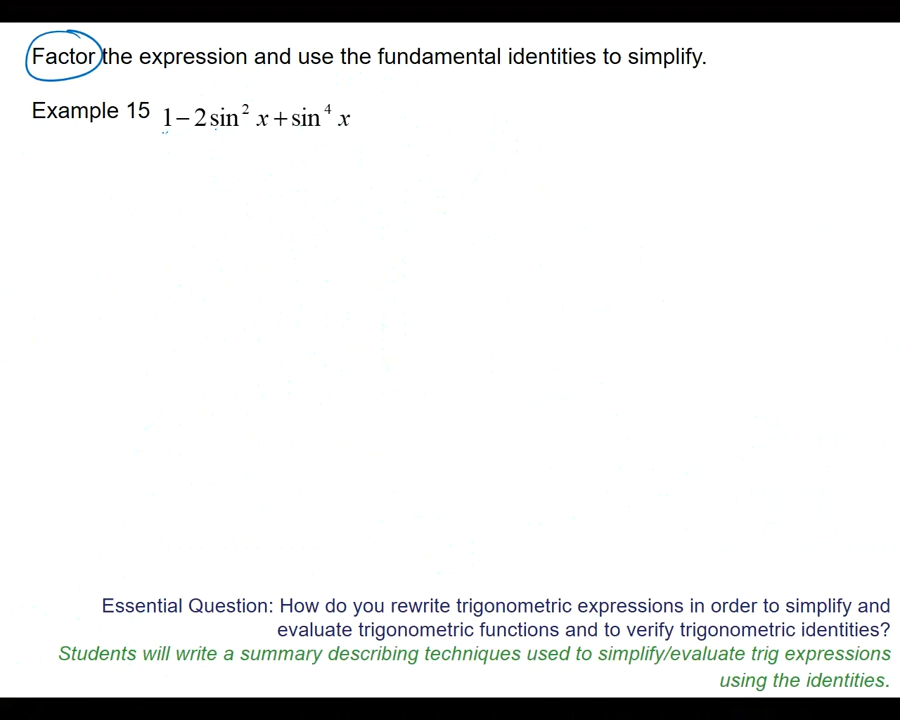 Factor the expression and use the fundamental identities to simplify.
Example 15 1 − 2 sin² x + sin⁴ x
Essential Question: How do you rewrite trigonometric expressions in order to simplify and
evaluate trigonometric functions and to verify trigonometric identities?
Students will write a summary describing techniques used to simplify/evaluate trig expressions
using the identities.